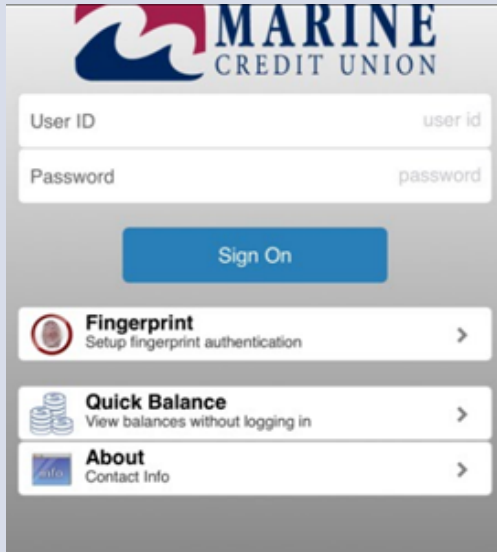 MARINE
CREDIT UNION
User ID user id
Password password
Sign On
Fingerprint
Setup fingerprint authentication
Quick Balance
View balances without logging in
info
About
Contact Info